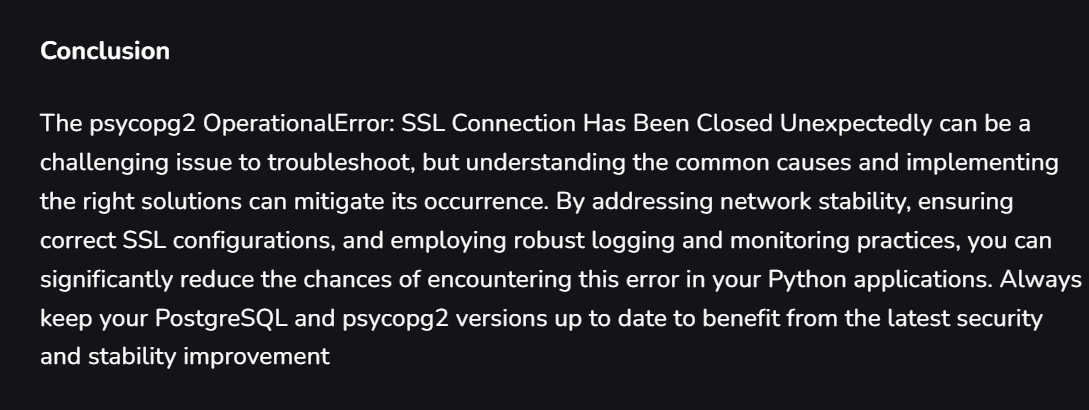 Conclusion
The psycopg2 OperationalError: SSL Connection Has Been Closed Unexpectedly can be a
challenging issue to troubleshoot, but understanding the common causes and implementing
the right solutions can mitigate its occurrence. By addressing network stability, ensuring
correct SSL configurations, and employing robust logging and monitoring practices, you can
significantly reduce the chances of encountering this error in your Python applications. Always
keep your PostgreSQL and psycopg2 versions up to date to benefit from the latest security
and stability improvement